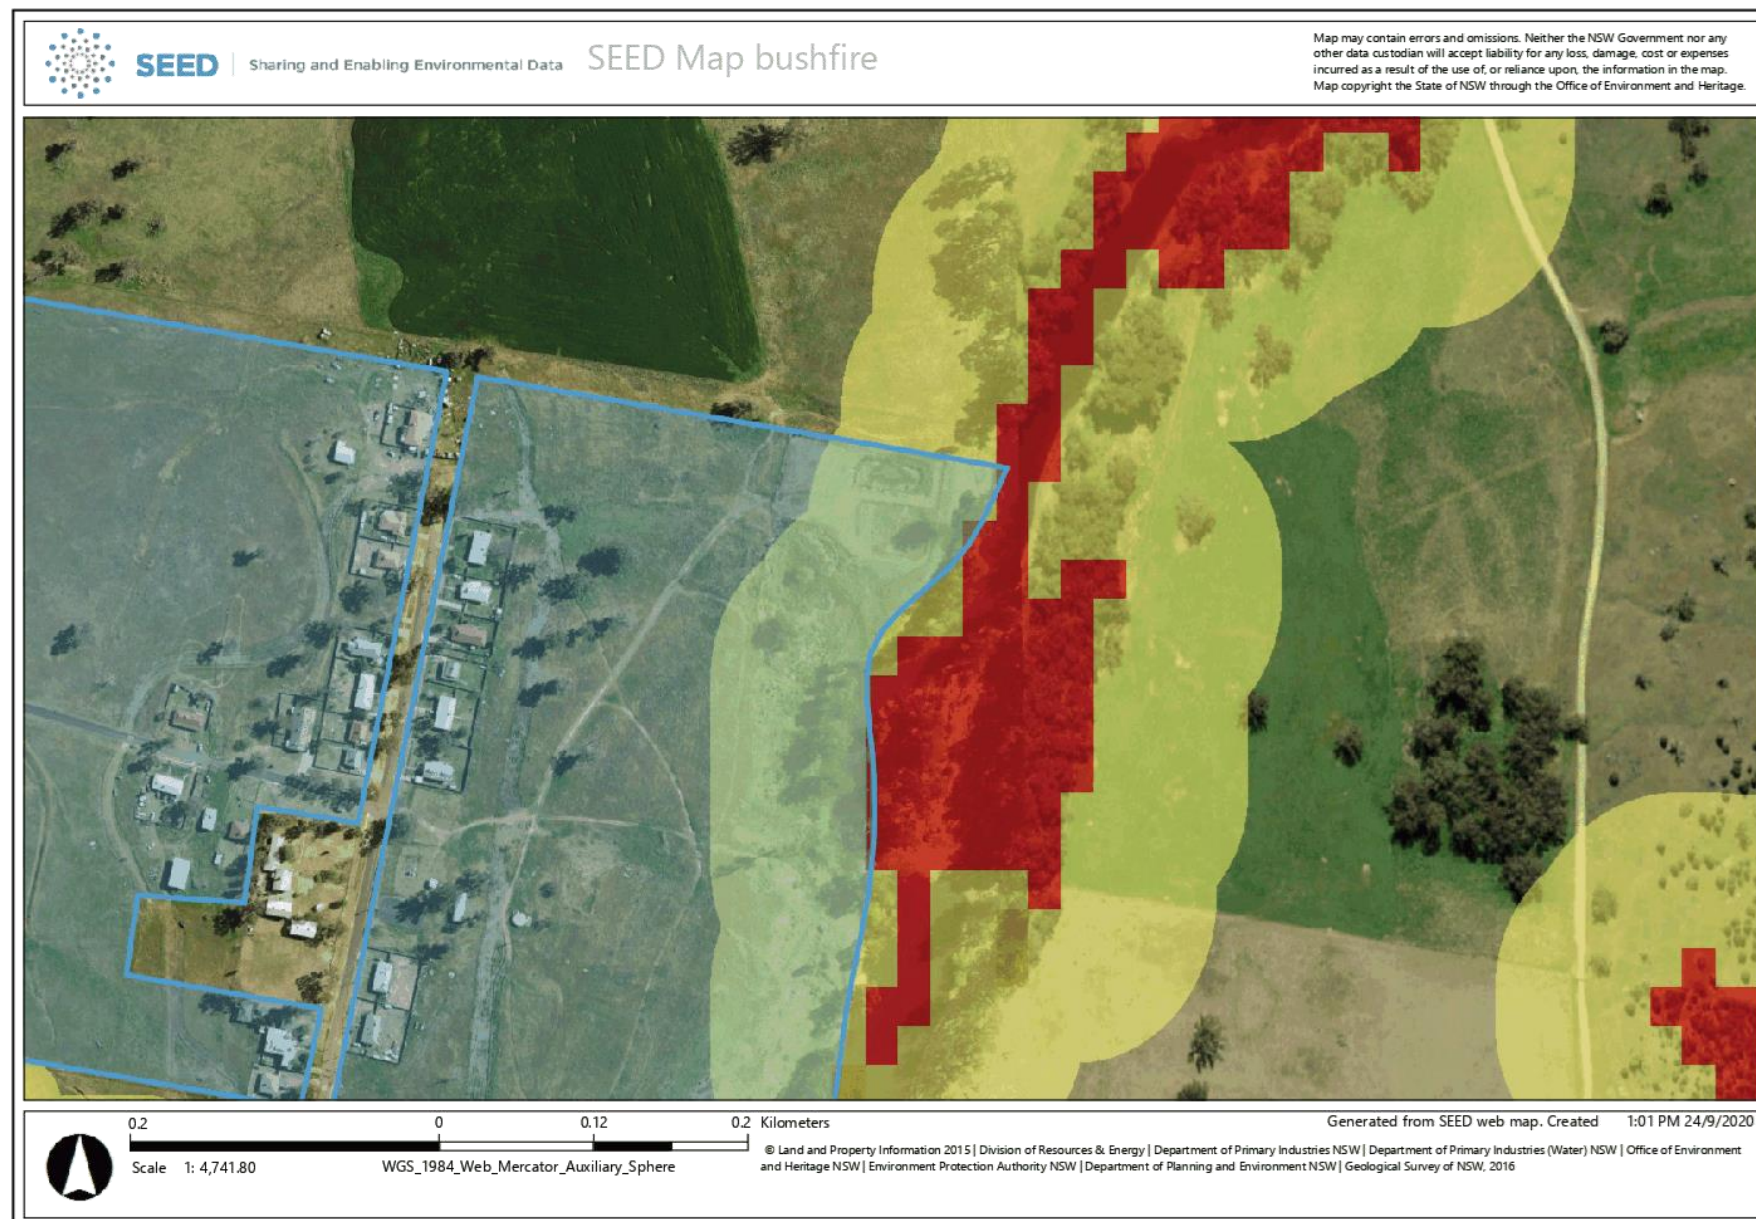 SEED
Sharing and Enabling Environmental Data
SEED Map bushfire
Map may contain errors and omissions. Neither the NSW Government nor any
other data custodian will accept liability for any loss, damage, cost or expenses
incurred as a result of the use of, or reliance upon, the information in the map.
Map copyright the State of NSW through the Office of Environment and Heritage.
0.2 0 0.12 0.2 Kilometers
Scale 1: 4,741.80
WGS_1984_Web_Mercator_Auxiliary_Sphere
Generated from SEED web map. Created 1:01 PM 24/9/2020
© Land and Property Information 2015 | Division of Resources & Energy | Department of Primary Industries NSW | Department of Primary Industries (Water) NSW | Office of Environment
and Heritage NSW | Environment Protection Authority NSW | Department of Planning and Environment NSW | Geological Survey of NSW, 2016